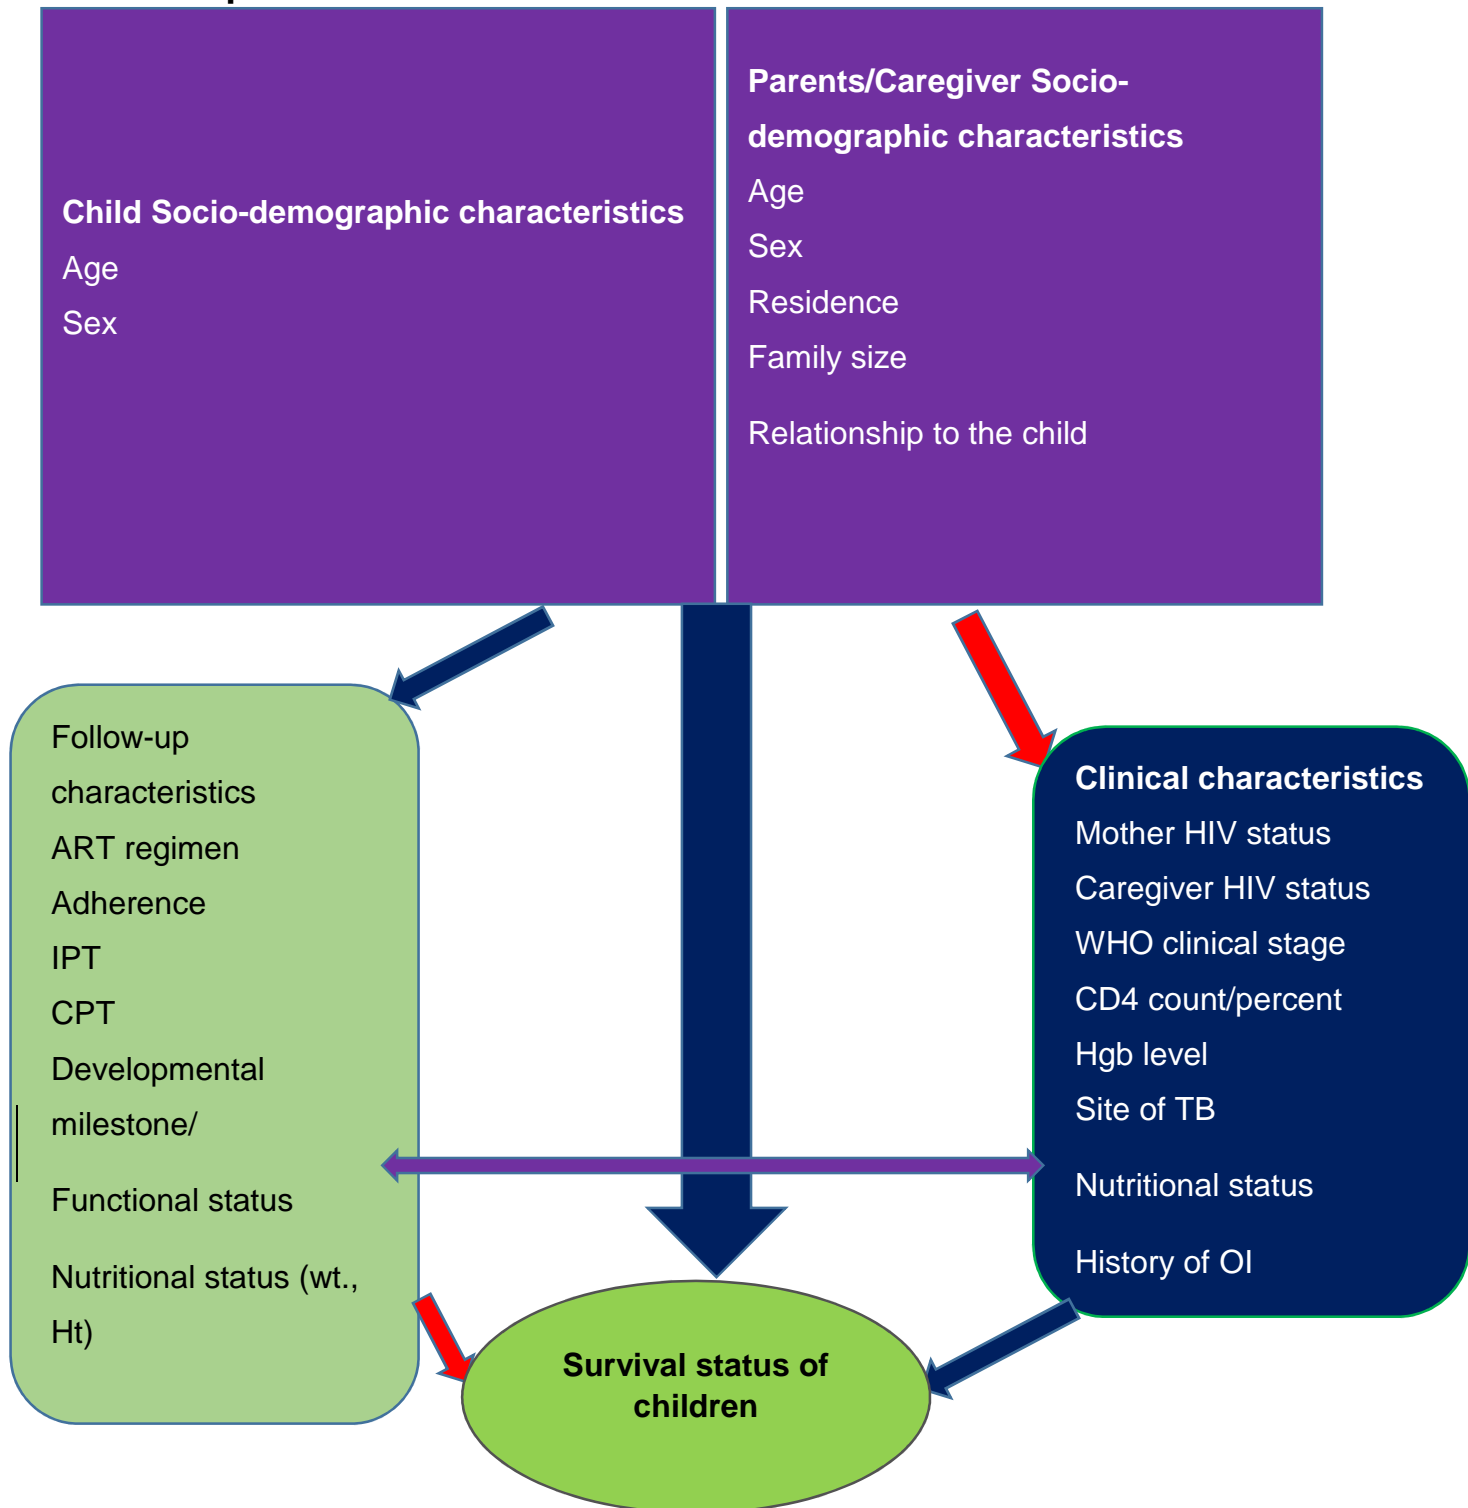 Child Socio-demographic characteristics
Age
Sex
Parents/Caregiver Socio-
demographic characteristics
Age
Sex
Residence
Family size
Relationship to the child
Follow-up
characteristics
ART regimen
Adherence
IPT
CPT
Developmental
milestone/
Functional status
Nutritional status (wt.,
Ht)
Clinical characteristics
Mother HIV status
Caregiver HIV status
WHO clinical stage
CD4 count/percent
Hgb level
Site of TB
Nutritional status
History of OI
Survival status of
children